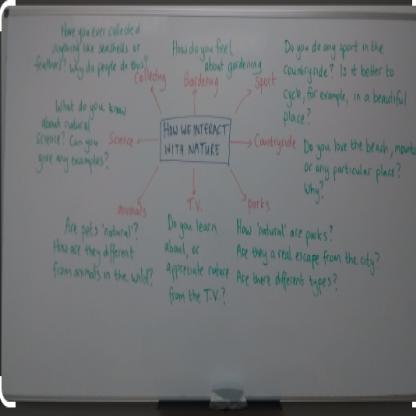 Have you ever collected
anything like seashells or
feathers? Why do people do this?
Collecting
How do you feel
about gardening
Gardening
Do you do any sport in the
countryside? Is it better to
cycle, for example, in a beautiful
place?
Sport
What do you know
about natural
science? Can you
give any examples?
Science
HOW WE INTERACT
WITH NATURE
Countryside
Do you love the beach,
or any particular place?
Why?
animals
Are pets 'natural'?
How are they different
from animals in the wild?
T.V.
Do you learn
about, or
appreciate nature
from the T.V.?
parks
How 'natural' are parks?
Are they a real escape from the city?
Are there different types?